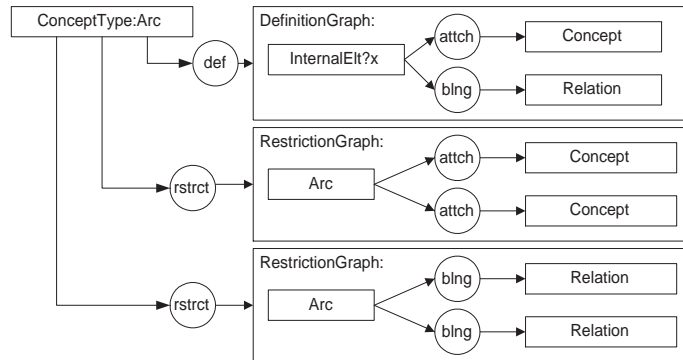 ConceptType:Arc
DefinitionGraph:
def
InternalElt?x
attch
Concept
blng
Relation
RestrictionGraph:
rstrct
Arc
attch
Concept
attch
Concept
RestrictionGraph:
rstrct
Arc
blng
Relation
blng
Relation